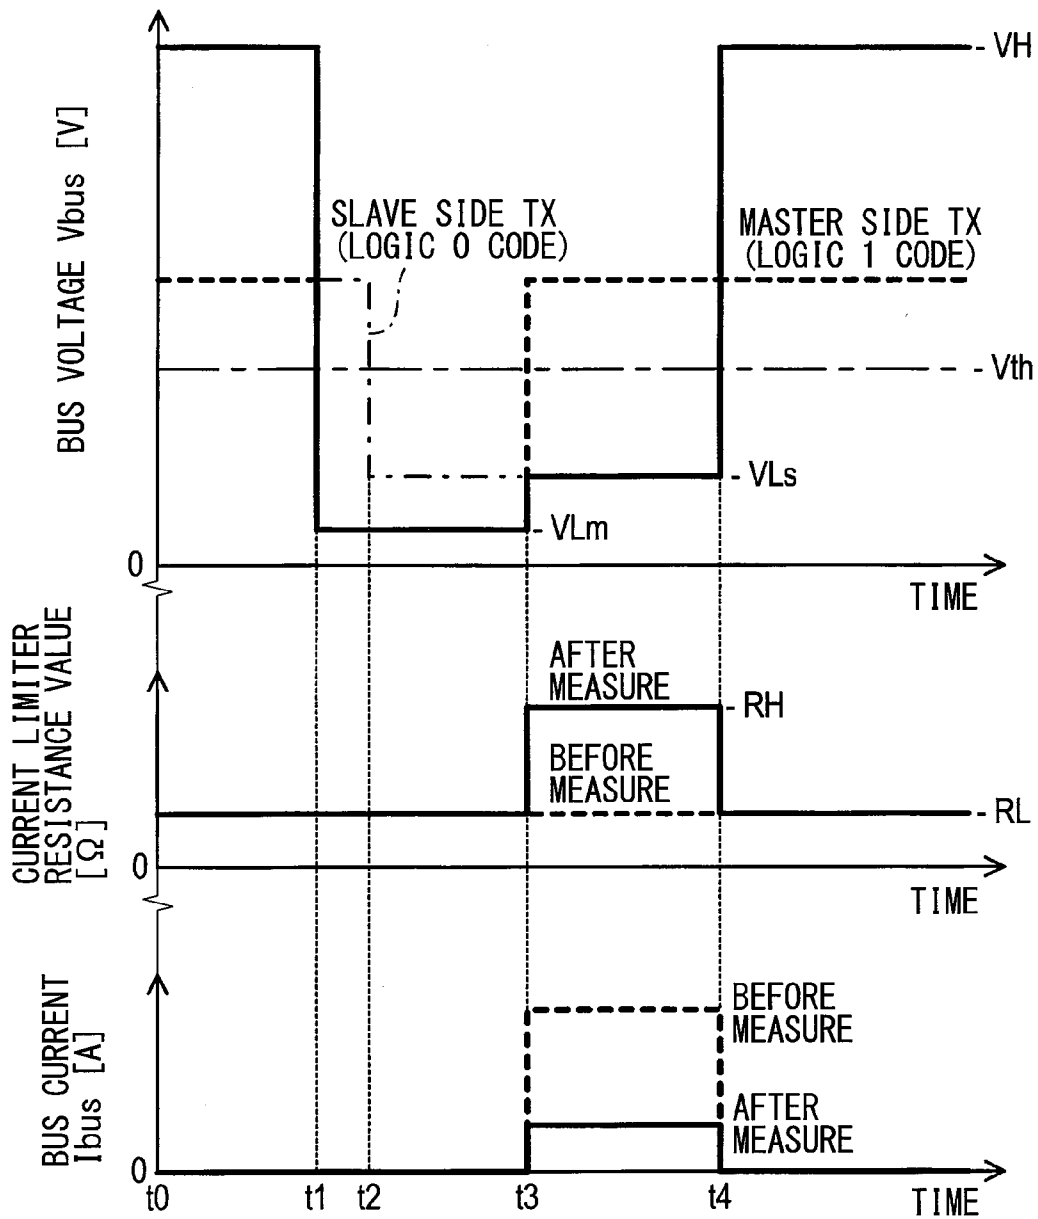 BUS VOLTAGE Vbus [V]
VH
SLAVE SIDE TX
(LOGIC 0 CODE)
MASTER SIDE TX
(LOGIC 1 CODE)
Vth
VLs
VLm
0
TIME
CURRENT LIMITER
RESISTANCE VALUE
[Ω]
AFTER
MEASURE
RH
BEFORE
MEASURE
RL
0
TIME
BUS CURRENT
Ibus [A]
BEFORE
MEASURE
AFTER
MEASURE
0
t0 t1 t2 t3 t4 TIME